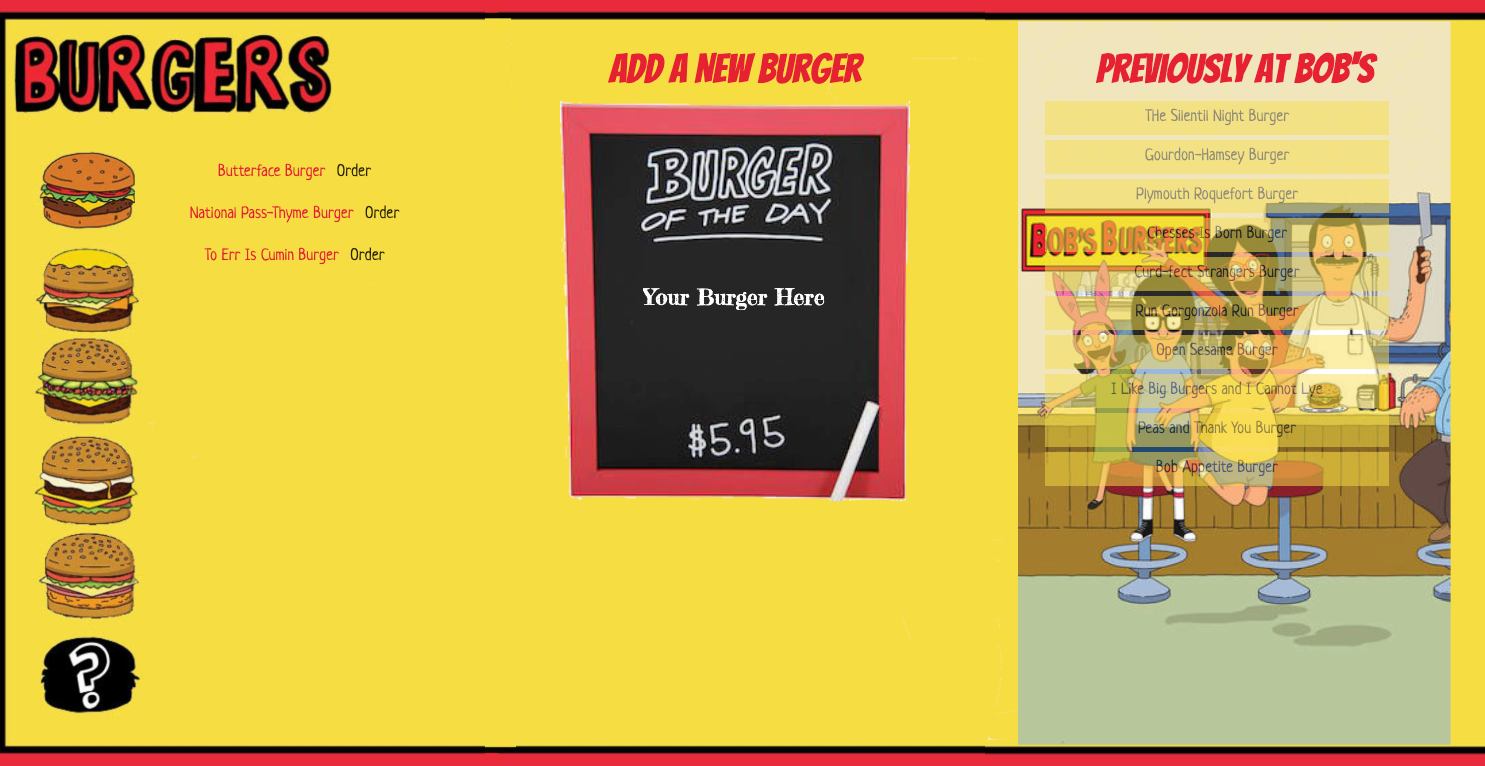 BURGERS
Butterface Burger Order
National Pass-Thyme Burger Order
To Err Is Cumin Burger Order
?
ADD A NEW BURGER
BURGER
OF THE DAY
Your Burger Here
$5.95
PREVIOUSLY AT BOB'S
THe Silentil Night Burger
Gourdon-Hamsey Burger
Plymouth Roquefort Burger
BOB'S BURGERS
Chesses Is Born Burger
Curd-fect Strangers Burger
Run Gorgonzola Run Burger
Open Sesame Burger
I Like Big Burgers and I Cannot Lye
Peas and Thank You Burger
Bob Appetite Burger